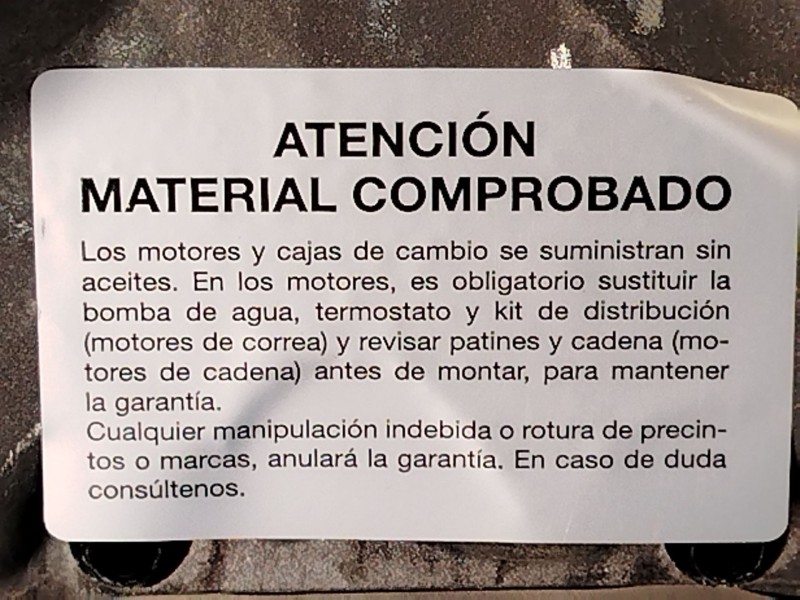 ATENCIÓN
MATERIAL COMPROBADO
Los motores y cajas de cambio se suministran sin
aceites. En los motores, es obligatorio sustituir la
bomba de agua, termostato y kit de distribución
(motores de correa) y revisar patines y cadena (mo-
tores de cadena) antes de montar, para mantener
la garantía.
Cualquier manipulación indebida o rotura de precin-
tos o marcas, anulará la garantía. En caso de duda
consúltenos.